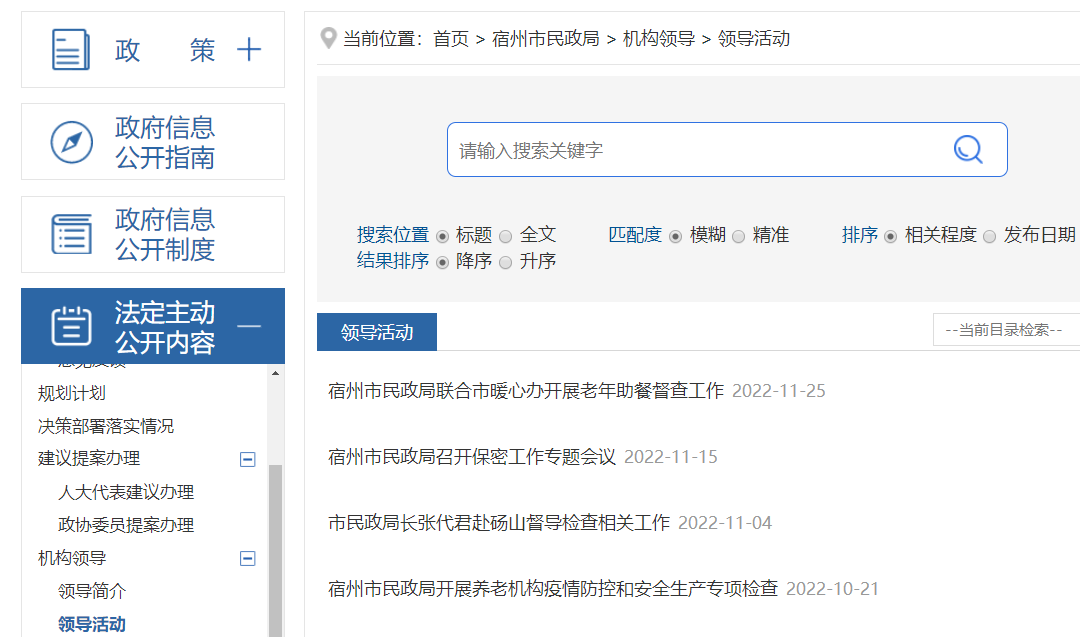 政 策
政府信息
公开指南
政府信息
公开制度
法定主动
公开内容
规划计划
决策部署落实情况
建议提案办理
人大代表建议办理
政协委员提案办理
机构领导
领导简介
领导活动
当前位置：首页 > 宿州市民政局 > 机构领导 > 领导活动
请输入搜索关键字
搜索位置 标题 全文 匹配度 模糊 精准 排序 相关程度 发布日期
结果排序 降序 升序
领导活动 --当前目录检索--
宿州市民政局联合市暖心办开展老年助餐督查工作 2022-11-25
宿州市民政局召开保密工作专题会议 2022-11-15
市民政局长张代君赴砀山督导检查相关工作 2022-11-04
宿州市民政局开展养老机构疫情防控和安全生产专项检查 2022-10-21